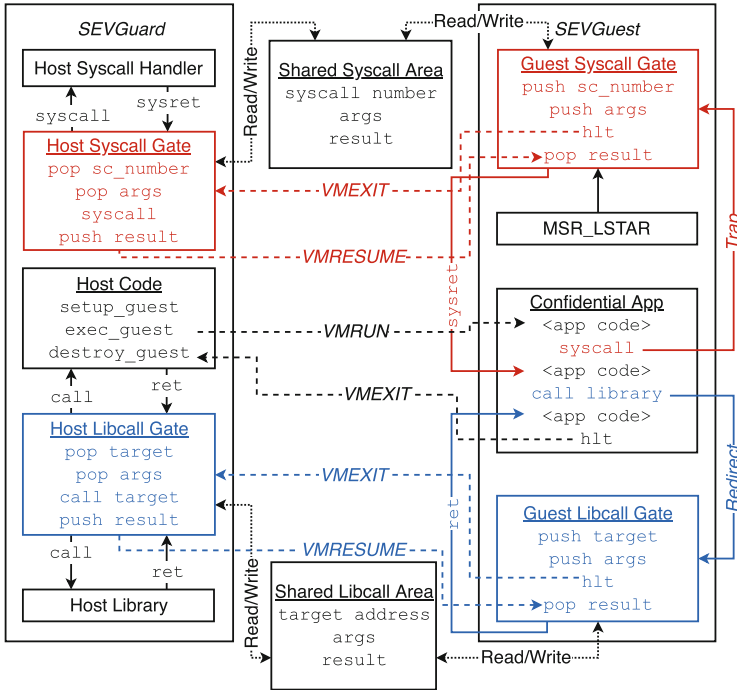 SEVGuard
Host Syscall Handler
syscall
sysret
Host Syscall Gate
pop sc_number
pop args
syscall
push result
Host Code
setup_guest
exec_guest
destroy_guest
call
ret
Host Libcall Gate
pop target
pop args
call target
push result
call
ret
Host Library
Read/Write
Read/Write
Shared Syscall Area
syscall number
args
result
VMEXIT
VMRESUME
VMRUN
VMEXIT
VMEXIT
VMRESUME
Read/Write
Shared Libcall Area
target address
args
result
Read/Write
SEVGuest
Guest Syscall Gate
push sc_number
push args
hlt
pop result
MSR_LSTAR
Trap
sysret
Confidential App
<app code>
syscall
<app code>
call library
<app code>
hlt
Redirect
ret
Guest Libcall Gate
push target
push args
hlt
pop result